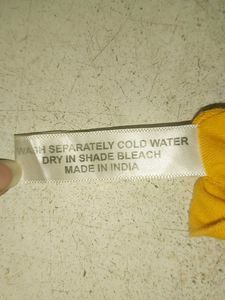 WASH SEPARATELY COLD WATER
DRY IN SHADE BLEACH
MADE IN INDIA